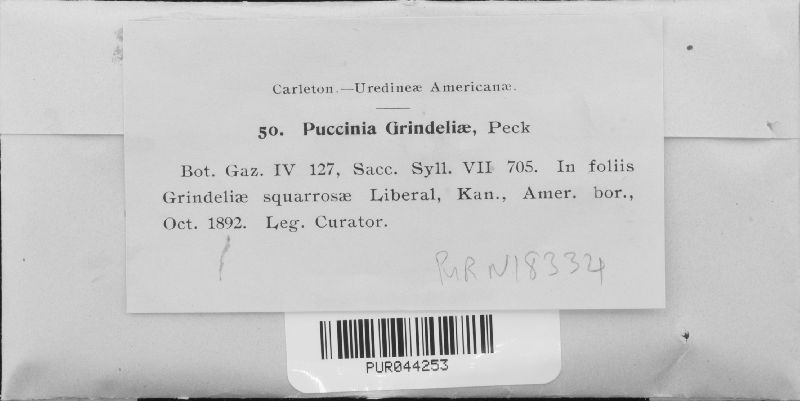 Carleton.—Uredineæ Americanæ.
50. Puccinia Grindeliæ, Peck
Bot. Gaz. IV 127, Sacc. Syll. VII 705. In foliis
Grindeliæ squarrosæ Liberal, Kan., Amer. bor.,
Oct. 1892. Leg. Curator.
PUR N18334
PUR044253